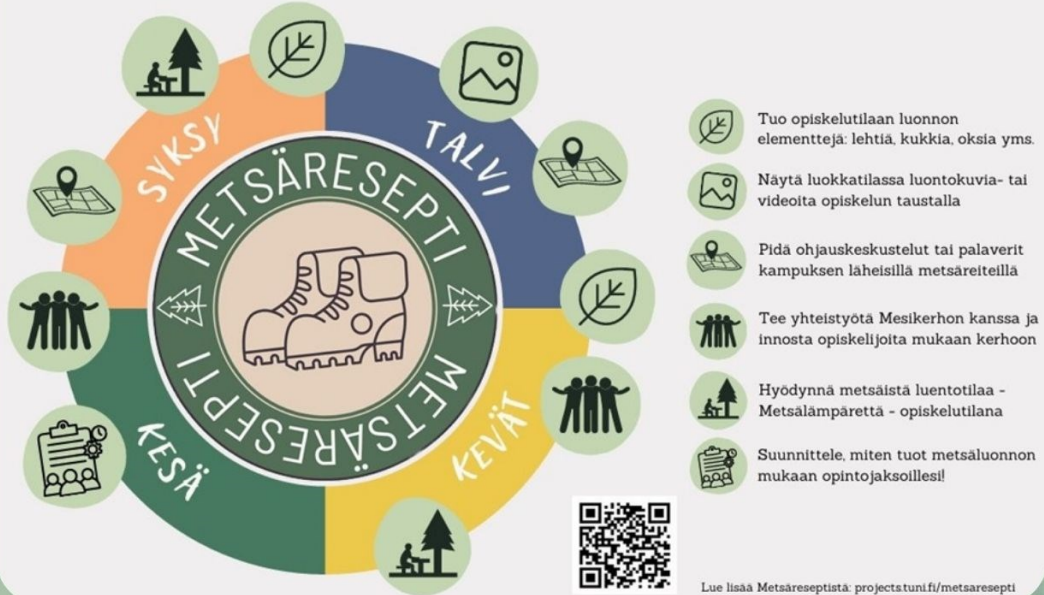 SYKSY
TALVI
METSÄRESEPTI
METSÄRESEPTI
KESÄ
KEVÄT
Tuo opiskelutilaan luonnon
elementtejä: lehtiä, kukkia, oksia yms.
Näytä luokkatilassa luontokuvia- tai
videoita opiskelun taustalla
Pidä ohjauskeskustelut tai palaverit
kampuksen läheisillä metsäreiteillä
Tee yhteistyötä Mesikerhon kanssa ja
innosta opiskelijoita mukaan kerhoon
Hyödynnä metsäistä luentotilaa -
Metsälämpärettä - opiskelutilana
Suunnittele, miten tuot metsäluonnon
mukaan opintojaksoillesi!
Lue lisää Metsäreseptistä: projects.tuni.fi/metsaresepti